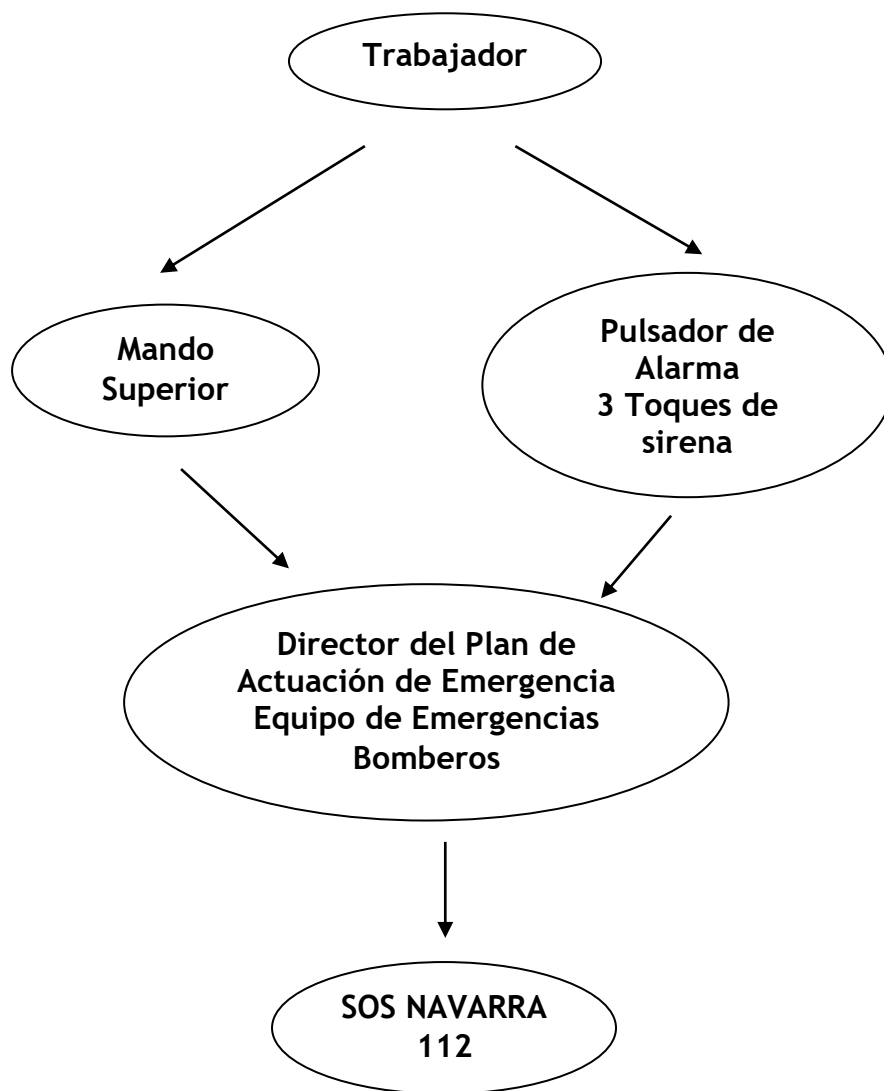 Trabajador
Mando
Superior
Pulsador de
Alarma
3 Toques de
sirena
Director del Plan de
Actuación de Emergencia
Equipo de Emergencias
Bomberos
SOS NAVARRA
112